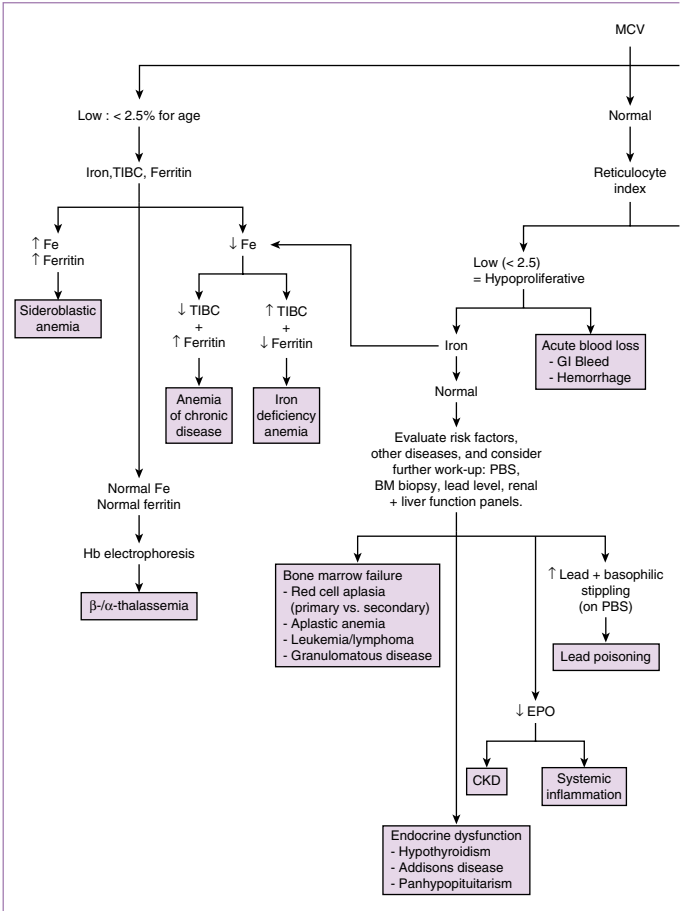 MCV
Low : < 2.5% for age
Normal
Iron,TIBC, Ferritin
Reticulocyte
index
↑ Fe
↑ Ferritin
↓ Fe
Low (< 2.5)
= Hypoproliferative
Sideroblastic
anemia
↓ TIBC
+
↑ Ferritin
↑ TIBC
+
↓ Ferritin
Iron
Acute blood loss
- GI Bleed
- Hemorrhage
Anemia
of chronic
disease
Iron
deficiency
anemia
Normal
Evaluate risk factors,
other diseases, and consider
further work-up: PBS,
BM biopsy, lead level, renal
+ liver function panels.
Normal Fe
Normal ferritin
Hb electrophoresis
β-/α-thalassemia
Bone marrow failure
- Red cell aplasia
(primary vs. secondary)
- Aplastic anemia
- Leukemia/lymphoma
- Granulomatous disease
↑ Lead + basophilic
stippling
(on PBS)
Lead poisoning
↓ EPO
CKD
Systemic
inflammation
Endocrine dysfunction
- Hypothyroidism
- Addisons disease
- Panhypopituitarism